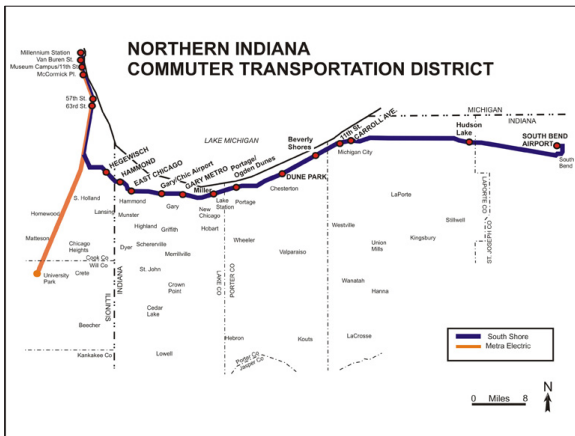 NORTHERN INDIANA
COMMUTER TRANSPORTATION DISTRICT
Millennium Station
Van Buren St.
Museum Campus/11th St.
McCormick Pl.
57th St.
63rd St.
HEGEWISCH
HAMMOND
EAST CHICAGO
Gary/Chic Airport
GARY METRO
Miller
Portage/
Ogden Dunes
DUNE PARK
Beverly
Shores
11th St.
CARROLL AVE.
Hudson
Lake
SOUTH BEND
AIRPORT
LAKE MICHIGAN
MICHIGAN
INDIANA
Michigan City
South
Bend
S. Holland
Lansing
Hammond
Munster
Gary
New
Chicago
Lake
Station
Portage
Chesterton
LaPorte
Homewood
Highland
Griffith
Hobart
Wheeler
Westville
Stillwell
Kingsbury
Matteson
Chicago
Heights
Dyer
Schererville
Merrillville
Valparaiso
Union
Mills
Cook Co
Will Co
Crete
St. John
University
Park
Crown
Point
Wanatah
Hanna
Cedar
Lake
Beecher
Lowell
Hebron
Kouts
LaCrosse
Kankakee Co
Porter Co
Jasper Co
ILLINOIS
INDIANA
LAKE CO
PORTER CO
LAPORTE CO
ST. JOSEPH CO
South Shore
Metra Electric
0 Miles 8
N